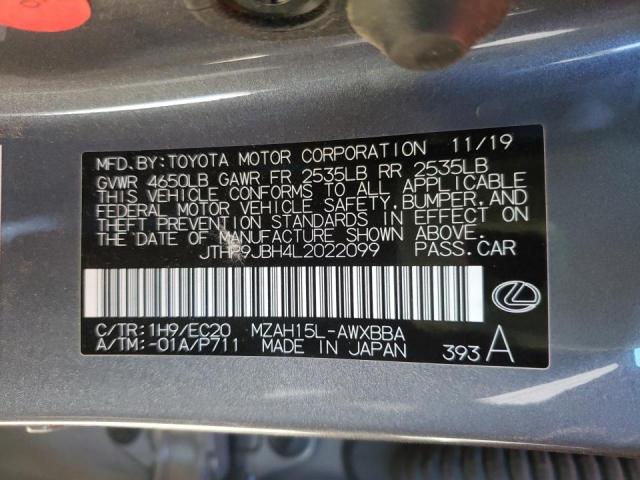 MFD. BY: TOYOTA MOTOR CORPORATION 11/19
GVWR 4650LB GAWR FR 2535LB RR 2535LB
THIS VEHICLE CONFORMS TO ALL APPLICABLE
FEDERAL MOTOR VEHICLE SAFETY, BUMPER, AND
THEFT PREVENTION STANDARDS IN EFFECT ON
THE DATE OF MANUFACTURE SHOWN ABOVE.
JTHP9JBH4L2022099 PASS. CAR
C/TR: 1H9/EC20 MZAH15L-AWXBBA
A/TM: -01A/P711 MADE IN JAPAN 393 A